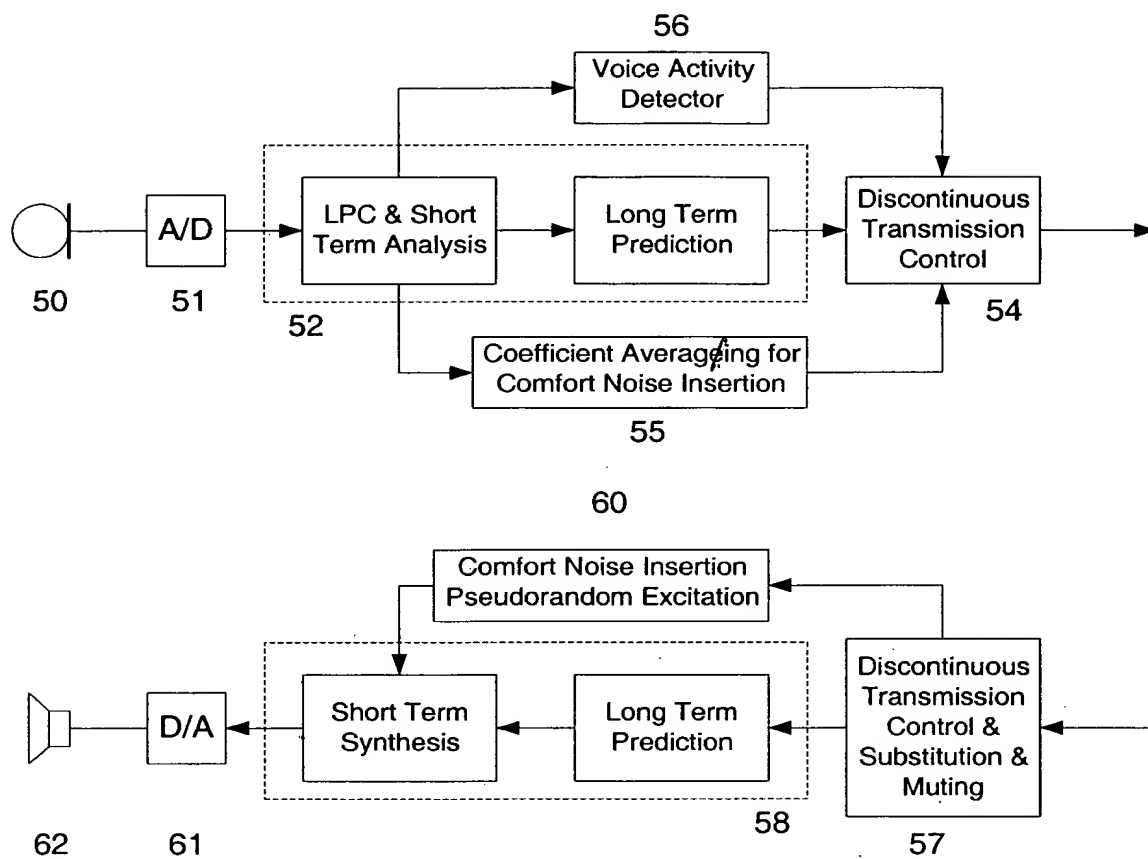 56
Voice Activity
Detector
LPC & Short
Term Analysis
Long Term
Prediction
Discontinuous
Transmission
Control
A/D
50
51
52
54
Coefficient Averaging for
Comfort Noise Insertion
55
60
Comfort Noise Insertion
Pseudorandom Excitation
Discontinuous
Transmission
Control &
Substitution &
Muting
D/A
Short Term
Synthesis
Long Term
Prediction
62
61
58
57